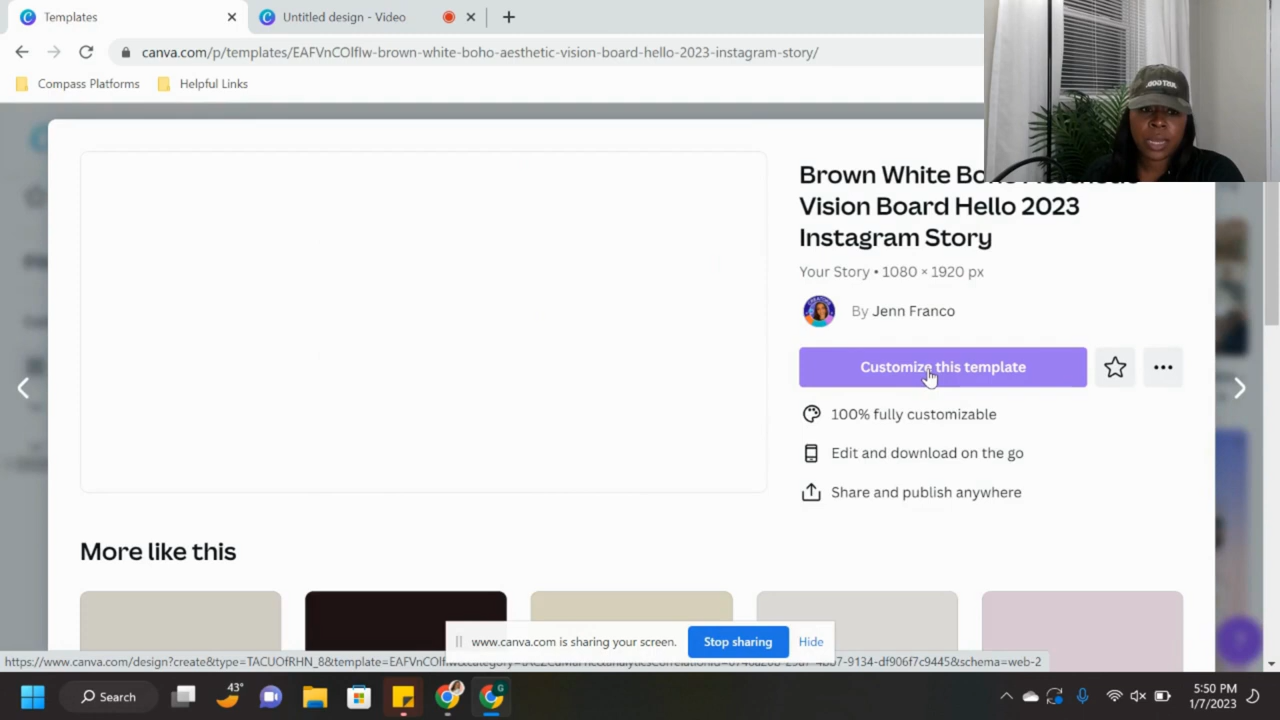 Templates
Untitled design - Video
canva.com/p/templates/EAFVnCOlflw-brown-white-boho-aesthetic-vision-board-hello-2023-instagram-story/
Compass Platforms
Helpful Links
Brown White Boho Aesthetic
Vision Board Hello 2023
Instagram Story
Your Story • 1080 × 1920 px
By Jenn Franco
Customize this template
100% fully customizable
Edit and download on the go
Share and publish anywhere
More like this
www.canva.com is sharing your screen.
Stop sharing
Hide
43°
Search
5:50 PM
1/7/2023